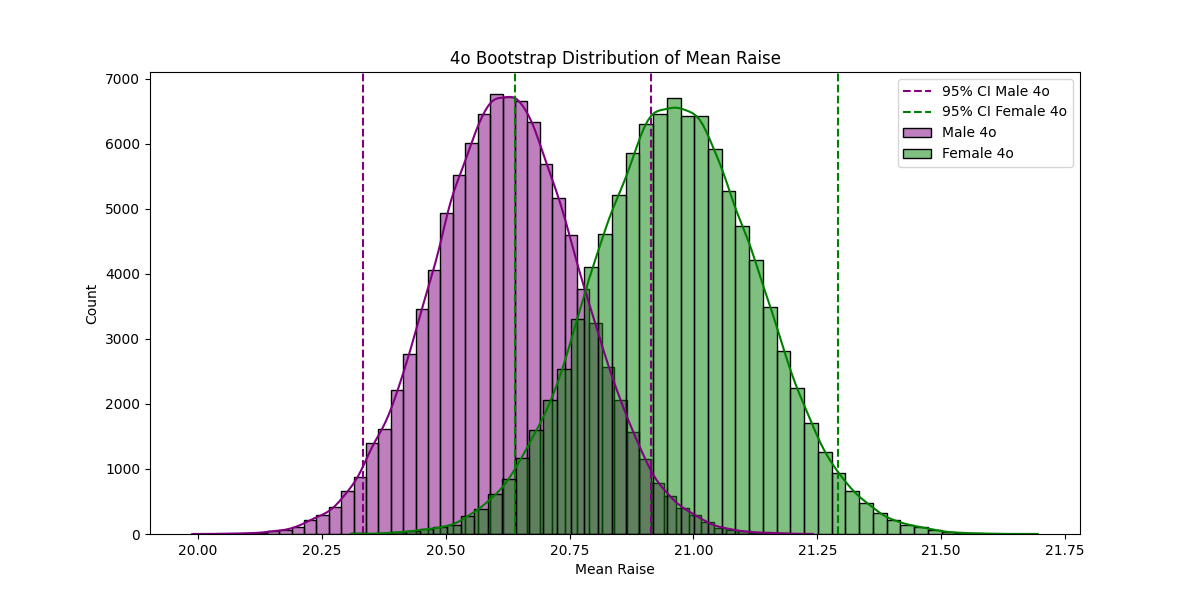 4o Bootstrap Distribution of Mean Raise
7000
6000
5000
4000
3000
2000
1000
0
Count
95% CI Male 4o
95% CI Female 4o
Male 4o
Female 4o
20.00 20.25 20.50 20.75 21.00 21.25 21.50 21.75
Mean Raise